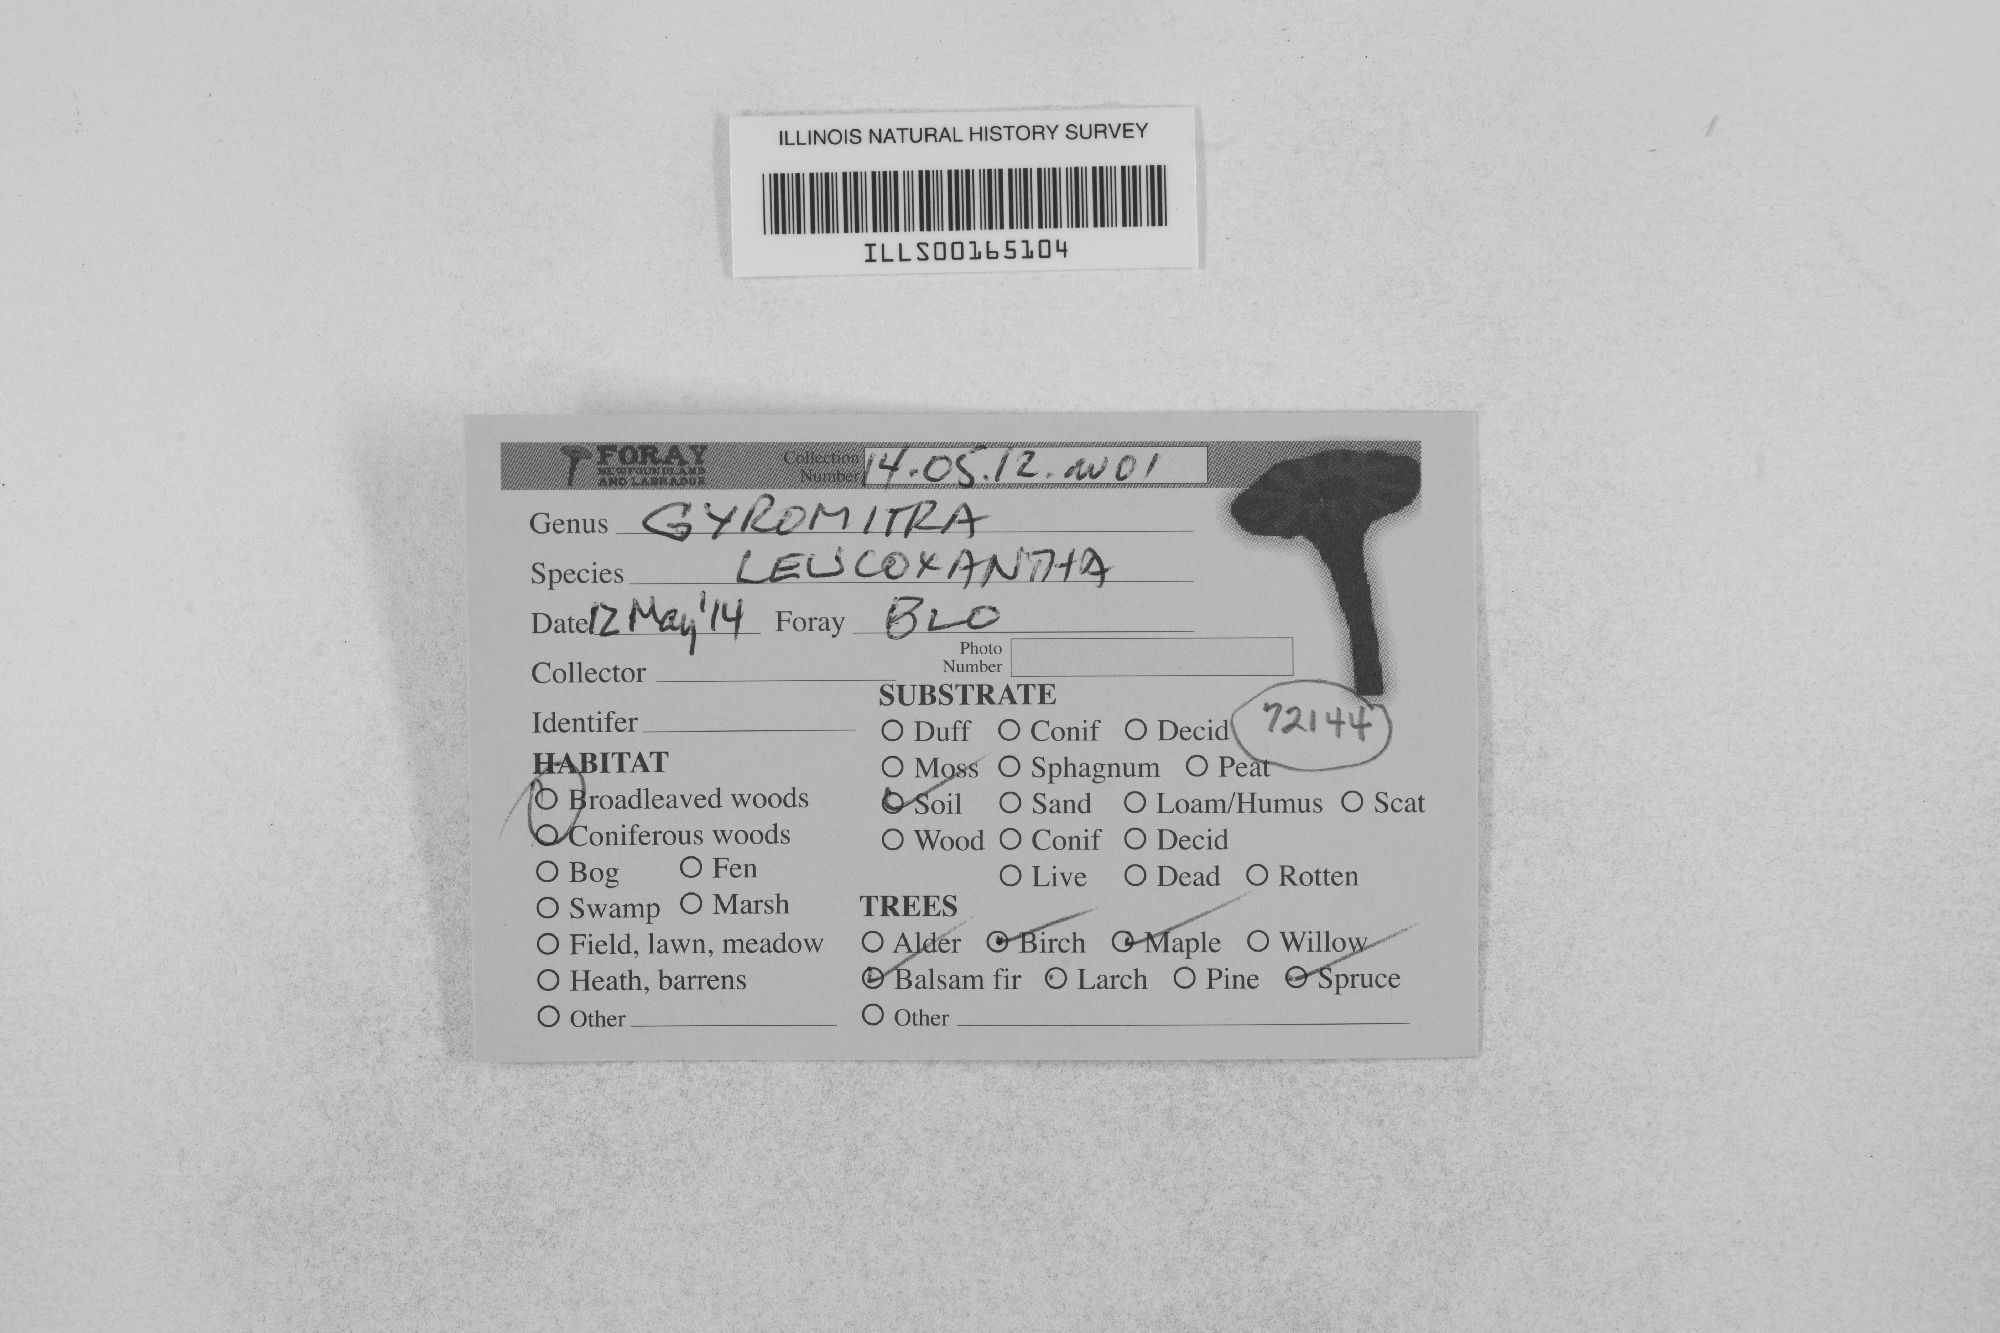 ILLINOIS NATURAL HISTORY SURVEY
ILLS00165104
FORAY
NEWFOUNDLAND
AND LABRADOR
Collection Number 14.05.12.av01
Genus GYROMITRA
Species LEUCOXANTHA
Date 12 May '14 Foray BLO
Photo Number
Collector
Identifer
72144
HABITAT
Broadleaved woods
Coniferous woods
Bog Fen
Swamp Marsh
Field, lawn, meadow
Heath, barrens
Other
SUBSTRATE
Duff Conif Decid
Moss Sphagnum Peat
Soil Sand Loam/Humus Scat
Wood Conif Decid
Live Dead Rotten
TREES
Alder Birch Maple Willow
Balsam fir Larch Pine Spruce
Other